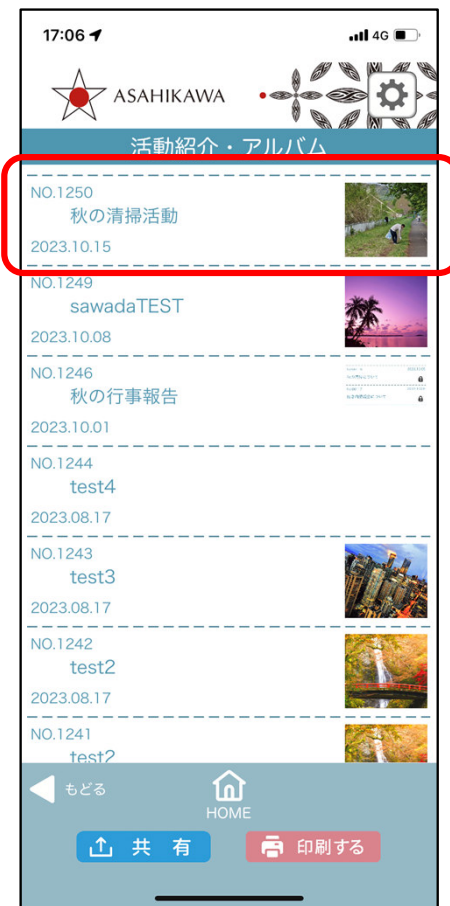 17:06
4G
ASAHIKAWA
活動紹介・アルバム
NO.1250
秋の清掃活動
2023.10.15
NO.1249
sawadaTEST
2023.10.08
NO.1246
秋の行事報告
2023.10.01
NO.1244
test4
2023.08.17
NO.1243
test3
2023.08.17
NO.1242
test2
2023.08.17
NO.1241
test2
もどる
HOME
共 有
印刷する